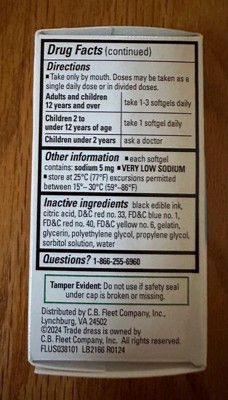 Drug Facts (continued)
Directions
▪ Take only by mouth. Doses may be taken as a
single daily dose or in divided doses.
Adults and children
12 years and over
take 1-3 softgels daily
Children 2 to
under 12 years of age
take 1 softgel daily
Children under 2 years
ask a doctor
Other information ▪ each softgel
contains: sodium 5 mg ▪ VERY LOW SODIUM
▪ store at 25°C (77°F) excursions permitted
between 15°– 30°C (59°–86°F)
Inactive ingredients black edible ink,
citric acid, D&C red no. 33, FD&C blue no. 1,
FD&C red no. 40, FD&C yellow no. 6, gelatin,
glycerin, polyethylene glycol, propylene glycol,
sorbitol solution, water
Questions? 1-866-255-6960
Tamper Evident: Do not use if safety seal
under cap is broken or missing.
Distributed by C.B. Fleet Company, Inc.,
Lynchburg, VA 24502
©2024 Trade dress is owned by
C.B. Fleet Company, Inc. All rights reserved.
FLUS038101 LB2166 R0124